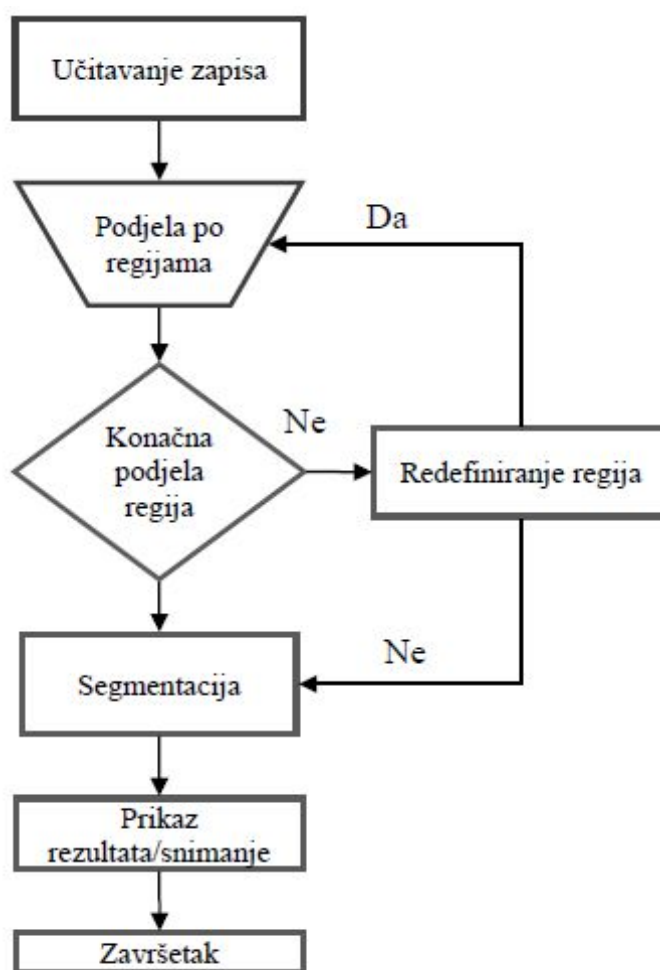 Učitavanje zapisa
Podjela po
regijama
Da
Konačna
podjela
regija
Ne
Redefiniranje regija
Ne
Segmentacija
Prikaz
rezultata/snimanje
Završetak